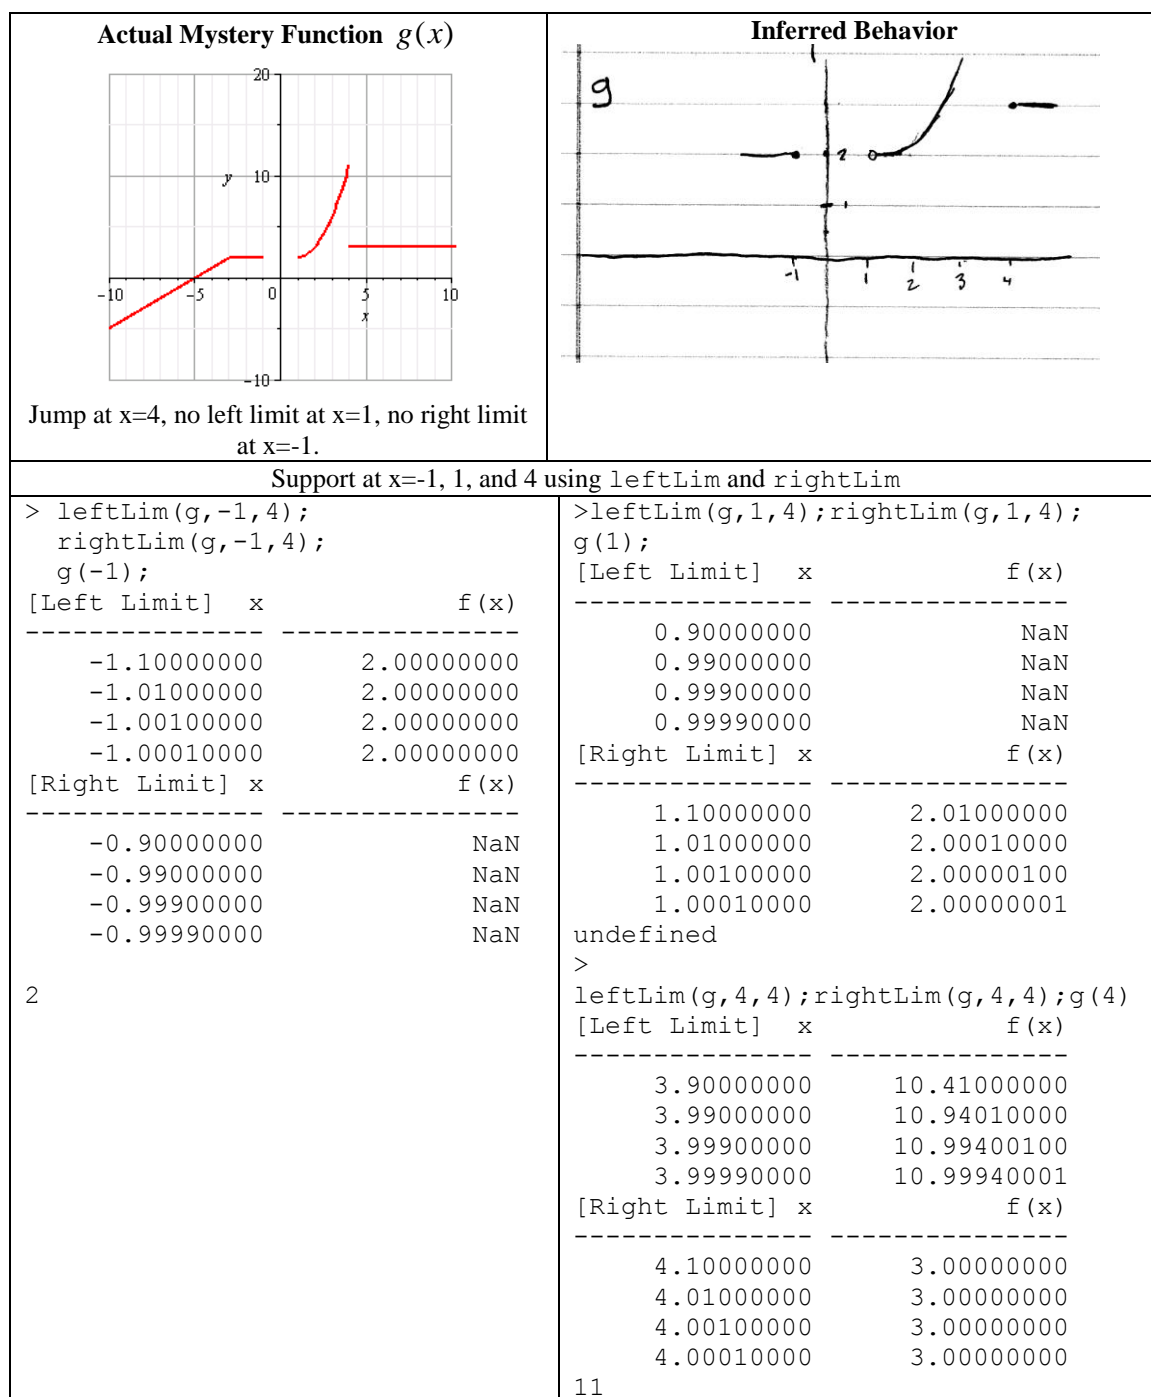 Actual Mystery Function g(x)
20
y
10
-10
-5
0
5
10
x
-10
Jump at x=4, no left limit at x=1, no right limit
at x=-1.
Inferred Behavior
g
2
1
-1
1
2
3
4
Support at x=-1, 1, and 4 using leftLim and rightLim
> leftLim(g,-1,4);
rightLim(g,-1,4);
g(-1);
[Left Limit] x f(x)
--------------- ---------------
-1.10000000 2.00000000
-1.01000000 2.00000000
-1.00100000 2.00000000
-1.00010000 2.00000000
[Right Limit] x f(x)
--------------- ---------------
-0.90000000 NaN
-0.99000000 NaN
-0.99900000 NaN
-0.99990000 NaN
2
>leftLim(g,1,4);rightLim(g,1,4);
g(1);
[Left Limit] x f(x)
--------------- ---------------
0.90000000 NaN
0.99000000 NaN
0.99900000 NaN
0.99990000 NaN
[Right Limit] x f(x)
--------------- ---------------
1.10000000 2.01000000
1.01000000 2.00010000
1.00100000 2.00000100
1.00010000 2.00000001
undefined
>
leftLim(g,4,4);rightLim(g,4,4);g(4)
[Left Limit] x f(x)
--------------- ---------------
3.90000000 10.41000000
3.99000000 10.94010000
3.99900000 10.99400100
3.99990000 10.99940001
[Right Limit] x f(x)
--------------- ---------------
4.10000000 3.00000000
4.01000000 3.00000000
4.00100000 3.00000000
4.00010000 3.00000000
11